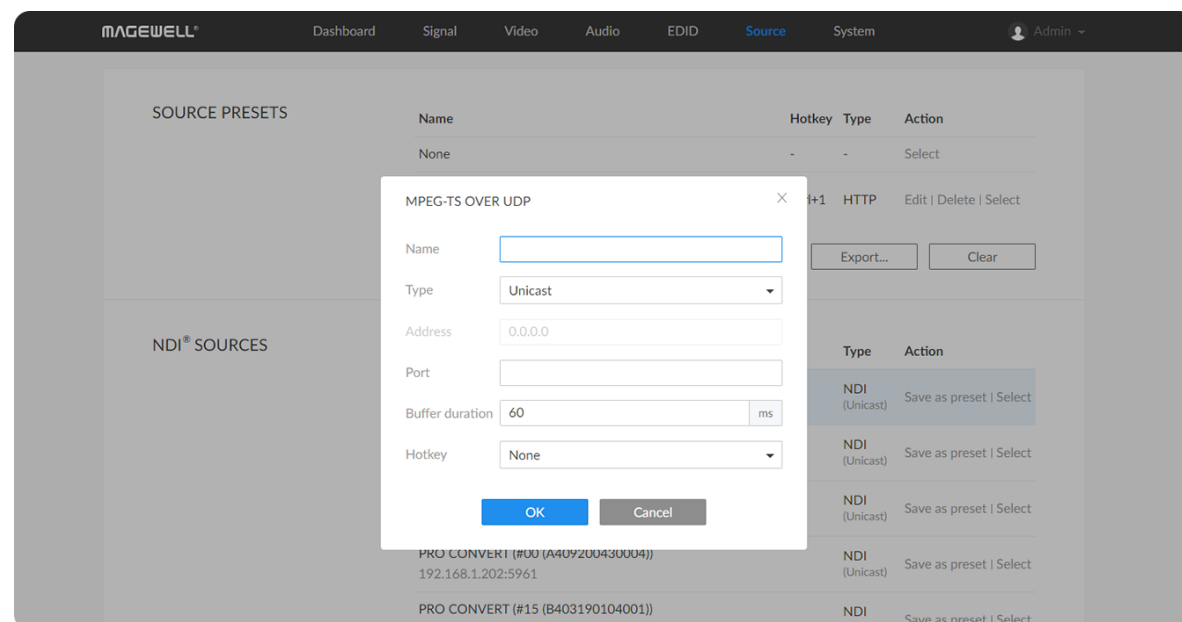 MAGEWELL®
Dashboard Signal Video Audio EDID Source System Admin
SOURCE PRESETS
Name Hotkey Type Action
None - - Select
HTTP Edit | Delete | Select
Export... Clear
MPEG-TS OVER UDP
Name
Type Unicast
Address 0.0.0.0
Port
Buffer duration 60 ms
Hotkey None
OK Cancel
NDI® SOURCES
Type Action
NDI Save as preset | Select
(Unicast)
NDI Save as preset | Select
(Unicast)
NDI Save as preset | Select
(Unicast)
PRO CONVERT (#00 (A409200430004)) NDI Save as preset | Select
192.168.1.202:5961 (Unicast)
PRO CONVERT (#15 (B403190104001)) NDI Save as preset | Select